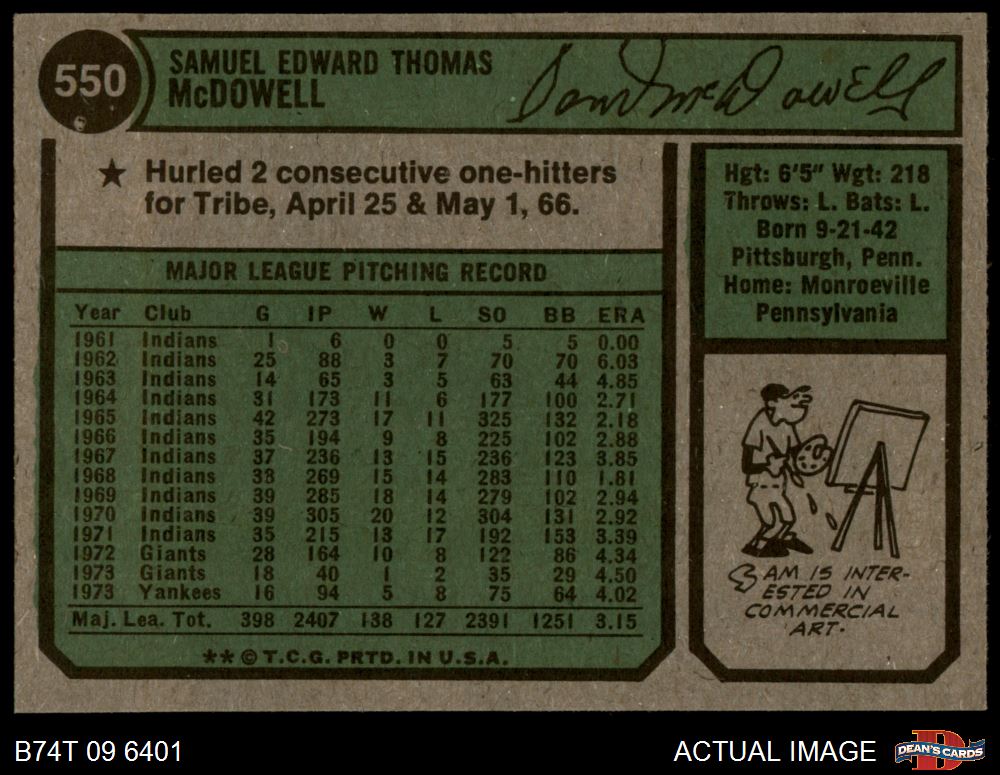 550
SAMUEL EDWARD THOMAS
McDOWELL
Sam McDowell
★ Hurled 2 consecutive one-hitters
for Tribe, April 25 & May 1, 66.
Hgt: 6'5" Wgt: 218
Throws: L. Bats: L.
Born 9-21-42
Pittsburgh, Penn.
Home: Monroeville
Pennsylvania
MAJOR LEAGUE PITCHING RECORD
Year Club G IP W L SO BB ERA
1961 Indians 1 6 0 0 5 5 0.00
1962 Indians 25 88 3 7 70 70 6.03
1963 Indians 14 65 3 5 63 44 4.85
1964 Indians 31 173 11 6 177 100 2.71
1965 Indians 42 273 17 11 325 132 2.18
1966 Indians 35 194 9 8 225 102 2.88
1967 Indians 37 236 13 15 236 123 3.85
1968 Indians 38 269 15 14 283 110 1.81
1969 Indians 39 285 18 14 279 102 2.94
1970 Indians 39 305 20 12 304 131 2.92
1971 Indians 35 215 13 17 192 153 3.39
1972 Giants 28 164 10 8 122 86 4.34
1973 Giants 18 40 1 2 35 29 4.50
1973 Yankees 16 94 5 8 75 64 4.02
Maj. Lea. Tot. 398 2407 138 127 2391 1251 3.15
** © T.C.G. PRTD. IN U.S.A.
SAM IS INTER-
ESTED IN
COMMERCIAL
ART.
B74T 09 6401
ACTUAL IMAGE
DEAN'S CARDS